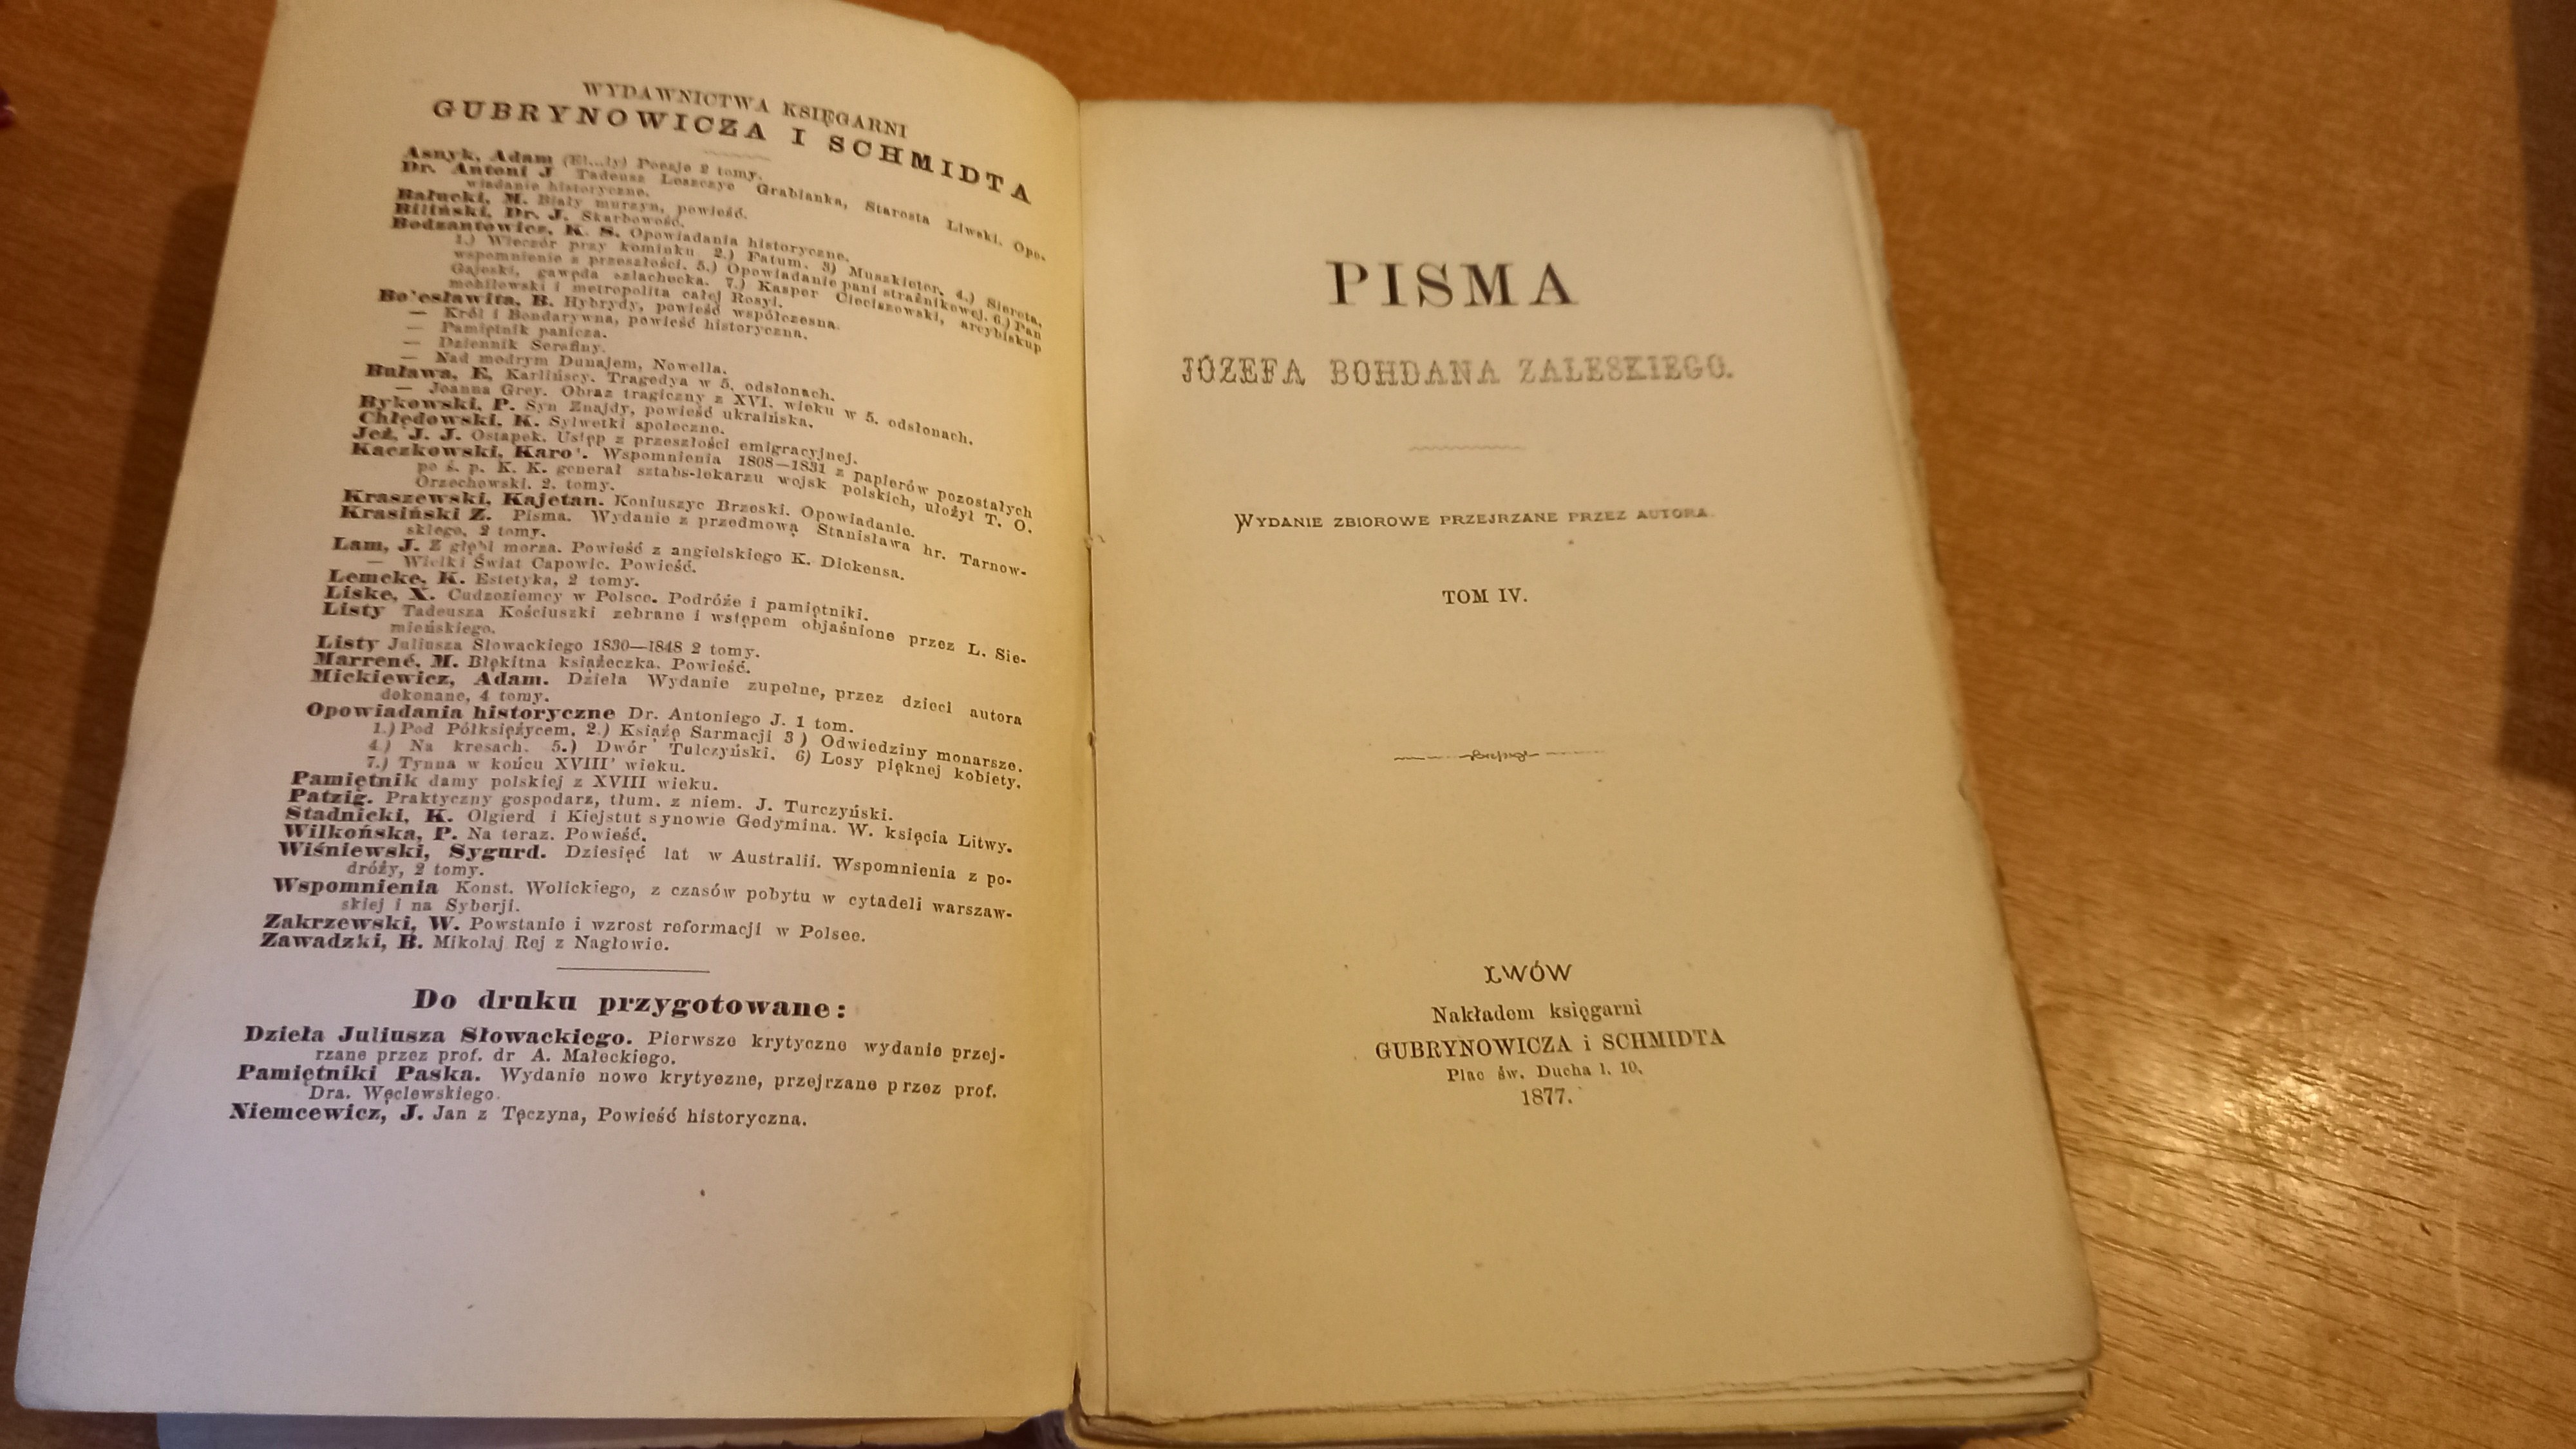 WYDAWNICTWA KSIĘGARNI
GUBRYNOWICZA I SCHMIDTA
Asnyk, Adam (El...ly) Poezje 2 tomy.
Dr. Antoni J Tadeusz Leszczyc Grabianka, Starosta Liwski. Opo-
wiadanie historyczne.
Bałucki, M. Biały murzyn, powieść.
Biliński, Dr. J. Skarbowość.
Bodzantowicz, K. S. Opowiadania historyczne.
1.) Wieczór przy kominku 2.) Fatum. 3) Muszkieter. 4.) Sierota,
wspomnienie z przeszłości. 5.) Opowiadanie pani strażnikowej. 6.) Pan
Gajeski, gawęda szlachecka. 7.) Kasper Cieciszowski, arcybiskup
mohilowski i metropolita całej Rosyi.
Bo'esławita, B. Hybrydy, powieść współczesna.
— Król i Bondarywna, powieść historyczna.
— Pamiętnik panicza.
— Dziennik Serafiny.
— Nad modrym Dunajem, Nowella.
Buława, E. Karlińscy. Tragedya w 5. odsłonach.
— Joanna Grey. Obraz tragiczny z XVI. wieku w 5. odsłonach.
Bykowski, P. Syn Znajdy, powieść ukraińska.
Chłędowski, K. Sylwetki społeczne.
Jeż, J. J. Ostapek. Ustęp z przeszłości emigracyjnej.
Kaczkowski, Karo'. Wspomnienia 1808—1831 z papierów pozostałych
po ś. p. K. K. generał sztabs-lekarzu wojsk polskich, ułożył T. O.
Orzechowski. 2. tomy.
Kraszewski, Kajetan. Koniuszyc Brzeski. Opowiadanie.
Krasiński Z. Pisma. Wydanie z przedmową Stanisława hr. Tarnow-
skiego, 2 tomy.
Lam, J. Z głębi morza. Powieść z angielskiego K. Dickensa.
— Wielki Świat Capowic. Powieść.
Lemcke, K. Estetyka, 2 tomy.
Liske, X. Cudzoziemcy w Polsce. Podróże i pamiętniki.
Listy Tadeusza Kościuszki zebrane i wstępem objaśnione przez L. Sie-
mieńskiego.
Listy Juliusza Słowackiego 1830—1848 2 tomy.
Marrené, M. Błękitna książeczka. Powieść.
Mickiewicz, Adam. Dzieła Wydanie zupełne, przez dzieci autora
dokonane, 4 tomy.
Opowiadania historyczne Dr. Antoniego J. 1 tom.
1.) Pod Półksiężycem, 2.) Książę Sarmacji 3 ) Odwiedziny monarsze.
4.) Na kresach. 5.) Dwór Tulczyński. 6) Losy pięknej kobiety.
7.) Tynna w końcu XVIII' wieku.
Pamiętnik damy polskiej z XVIII wieku.
Patzig. Praktyczny gospodarz, tłum. z niem. J. Turczyński.
Stadnicki, K. Olgierd i Kiejstut synowie Gedymina. W. księcia Litwy.
Wilkońska, P. Na teraz. Powieść.
Wiśniewski, Sygurd. Dziesięć lat w Australii. Wspomnienia z po-
dróży, 2 tomy.
Wspomnienia Konst. Wolickiego, z czasów pobytu w cytadeli warszaw-
skiej i na Syberji.
Zakrzewski, W. Powstanie i wzrost reformacji w Polsce.
Zawadzki, B. Mikołaj Rej z Nagłowic.
Do druku przygotowane:
Dzieła Juliusza Słowackiego. Pierwsze krytyczne wydanie przej-
rzane przez prof. dr A. Małeckiego.
Pamiętniki Paska. Wydanie nowe krytyczne, przejrzane przez prof.
Dra. Węclewskiego.
Niemcewicz, J. Jan z Tęczyna, Powieść historyczna.
PISMA
JÓZEFA BOHDANA ZALESKIEGO.
WYDANIE ZBIOROWE PRZEJRZANE PRZEZ AUTORA.
TOM IV.
LWÓW
Nakładem księgarni
GUBRYNOWICZA i SCHMIDTA
Plac św. Ducha l. 10.
1877.